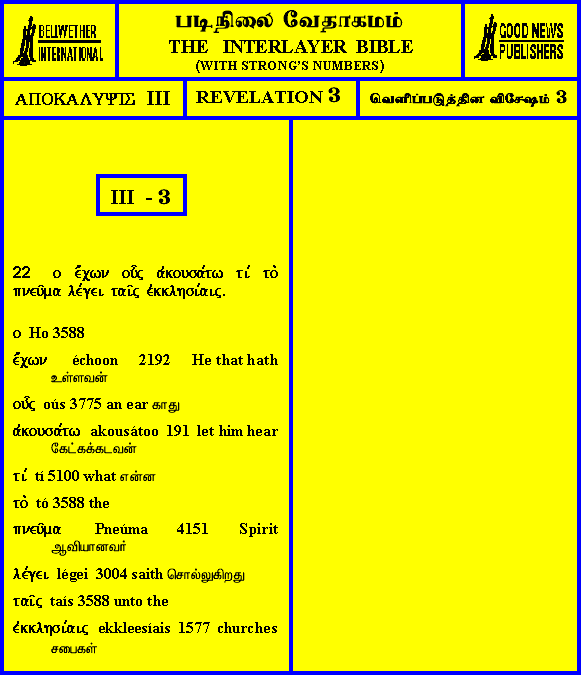 BELLWETHER
INTERNATIONAL
படிநிலை வேதாகமம்
THE INTERLAYER BIBLE
(WITH STRONG'S NUMBERS)
GOOD NEWS
PUBLISHERS
ΑΠΟΚΑΛΥΨΙΣ III
REVELATION 3
வெளிப்படுத்தின விசேஷம் 3
III - 3
22 ο ἔχων οὖς ἀκουσάτω τί τὸ
πνεῦμα λέγει ταῖς ἐκκλησίαις.
ο Ho 3588
ἔχων échoon 2192 He that hath
உள்ளவன்
οὖς oús 3775 an ear காது
ἀκουσάτω akousátoo 191 let him hear
கேட்கக்கடவன்
τί tí 5100 what என்ன
τὸ tó 3588 the
πνεῦμα Pneúma 4151 Spirit
ஆவியானவர்
λέγει légei 3004 saith சொல்லுகிறது
ταῖς taís 3588 unto the
ἐκκλησίαις ekkleesíais 1577 churches
சபைகள்